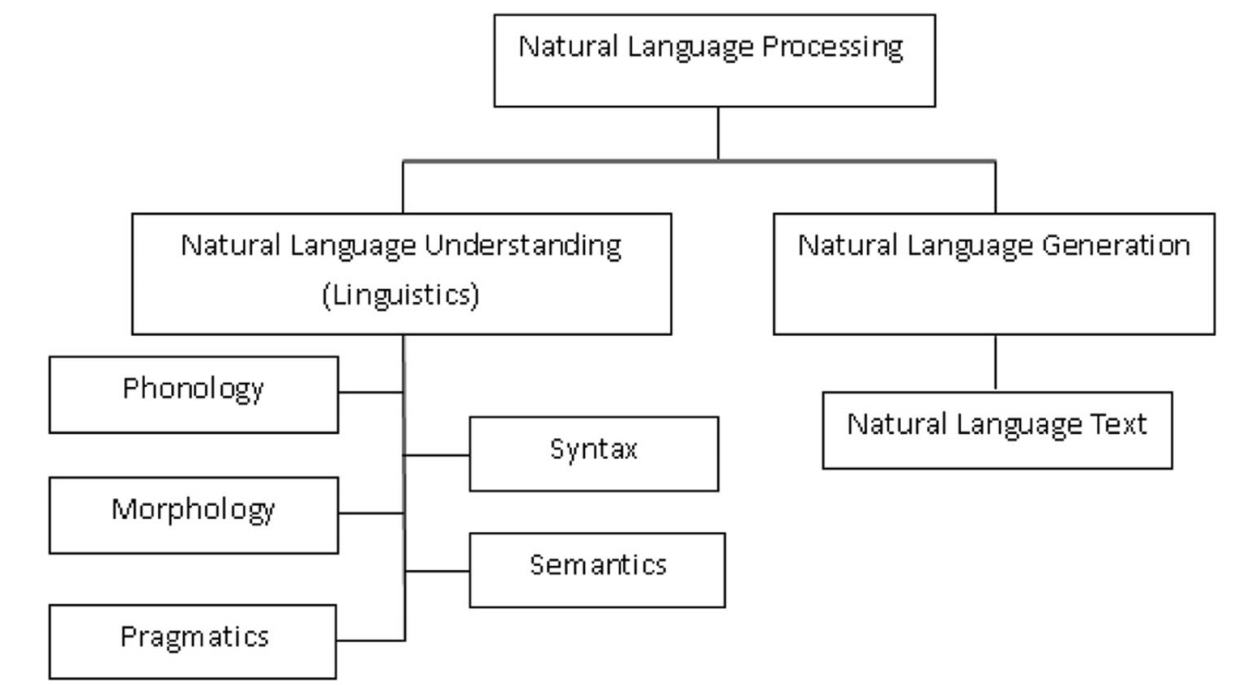 Natural Language Processing
Natural Language Understanding
(Linguistics)
Natural Language Generation
Phonology
Natural Language Text
Syntax
Morphology
Semantics
Pragmatics